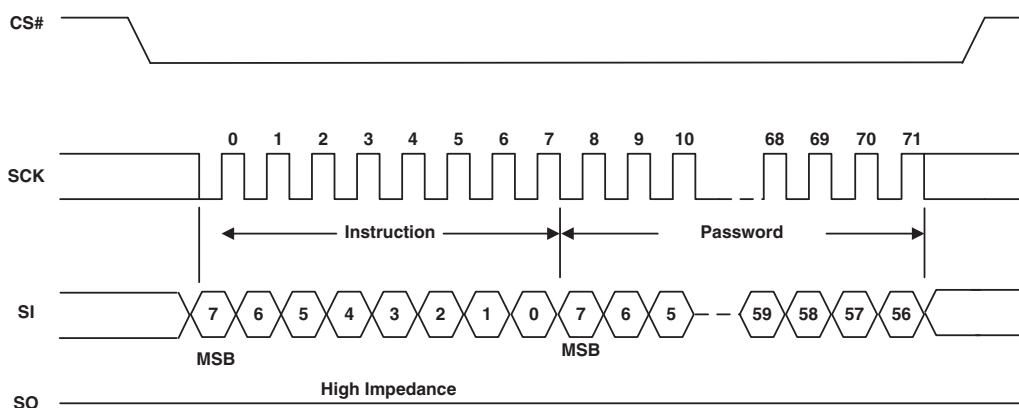 CS#
0 1 2 3 4 5 6 7 8 9 10 68 69 70 71
SCK
Instruction Password
SI 7 6 5 4 3 2 1 0 7 6 5 59 58 57 56
MSB MSB
High Impedance
SO